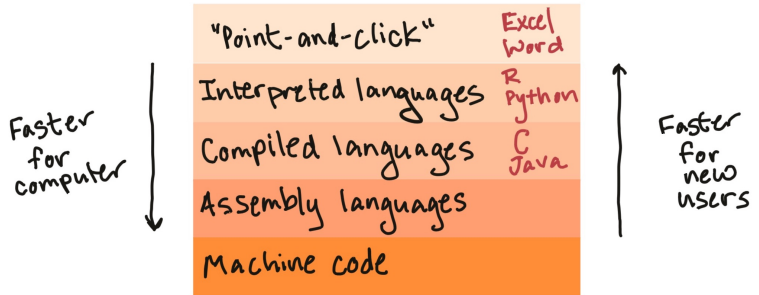 "Point-and-click"
Excel
Word
Interpreted languages
R
Python
Compiled languages
C
Java
Assembly languages
Machine code
Faster
for
computer
Faster
for
new
users